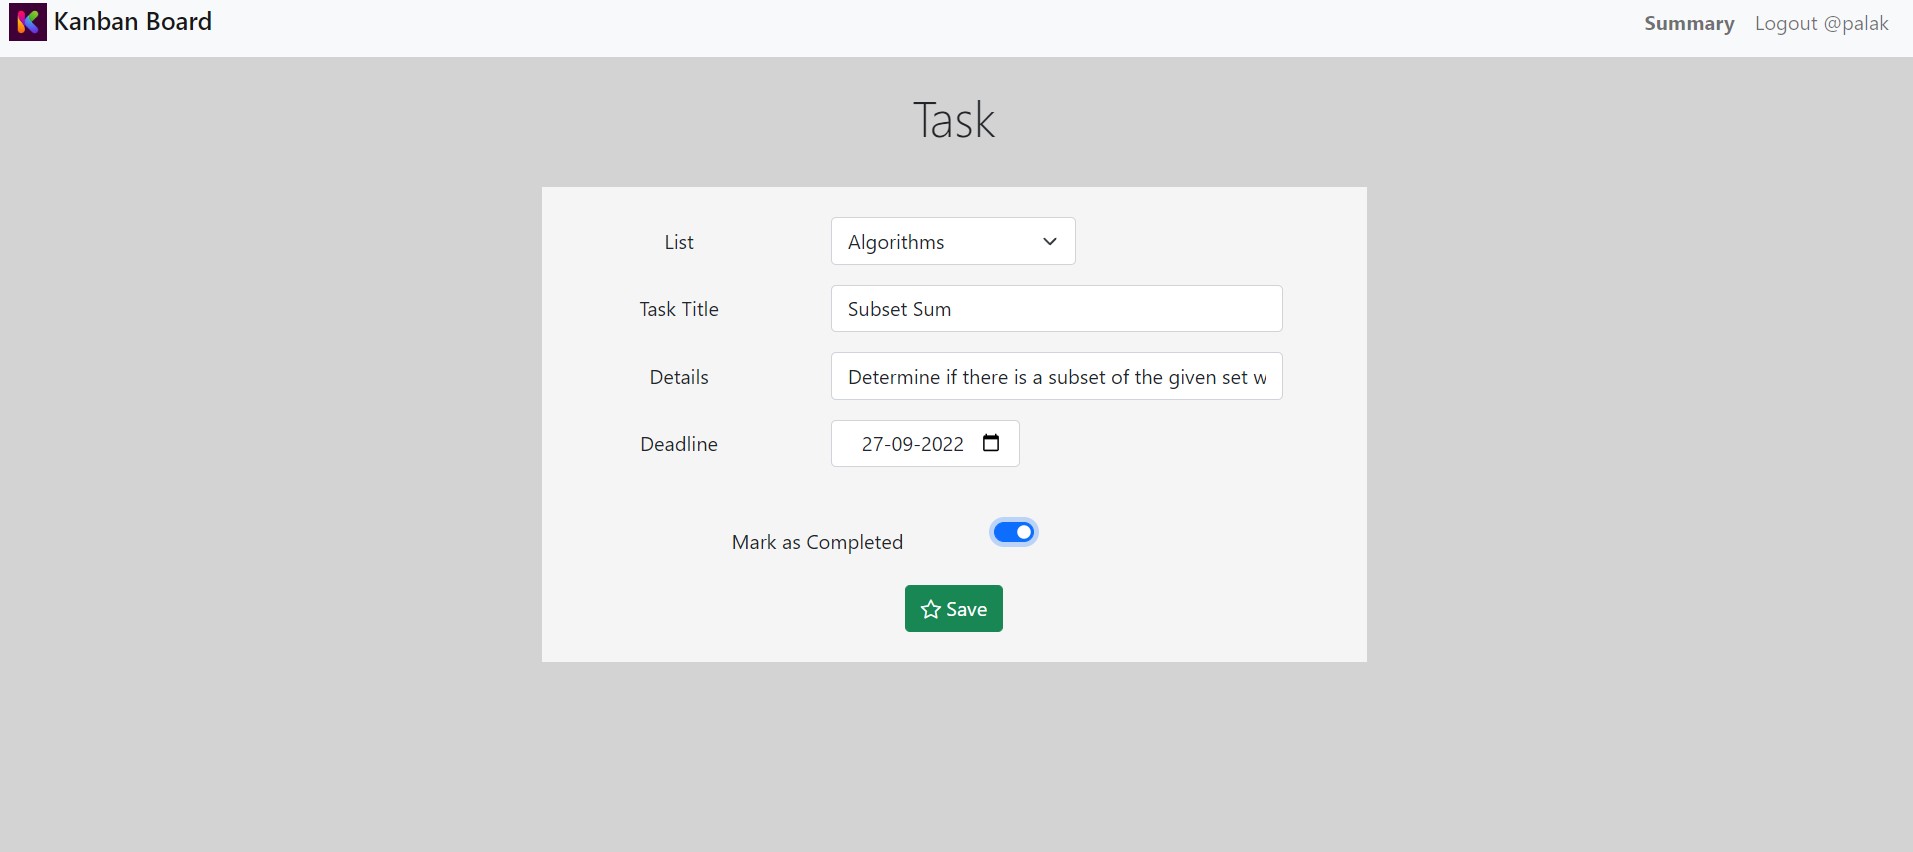 Kanban Board
Summary Logout @palak
Task
List Algorithms
Task Title Subset Sum
Details Determine if there is a subset of the given set w
Deadline 27-09-2022
Mark as Completed
Save